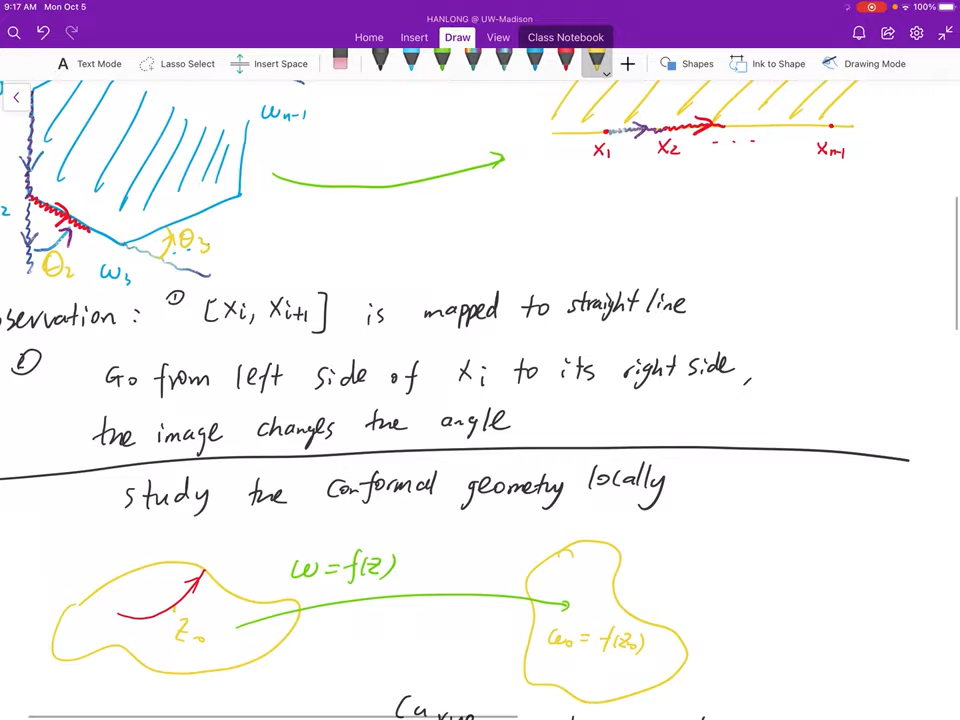 9:17 AM Mon Oct 5
100%
HANLONG @ UW-Madison
Home Insert Draw View Class Notebook
Text Mode Lasso Select Insert Space Shapes Ink to Shape Drawing Mode
ωn-1
x1 x2 ... xn-1
2
θ2 ω3 θ3
servation : ① [xi, xi+1] is mapped to straight line
② Go from left side of xi to its right side,
the image changes the angle
study the conformal geometry locally
ω = f(z)
z0
ω0 = f(z0)